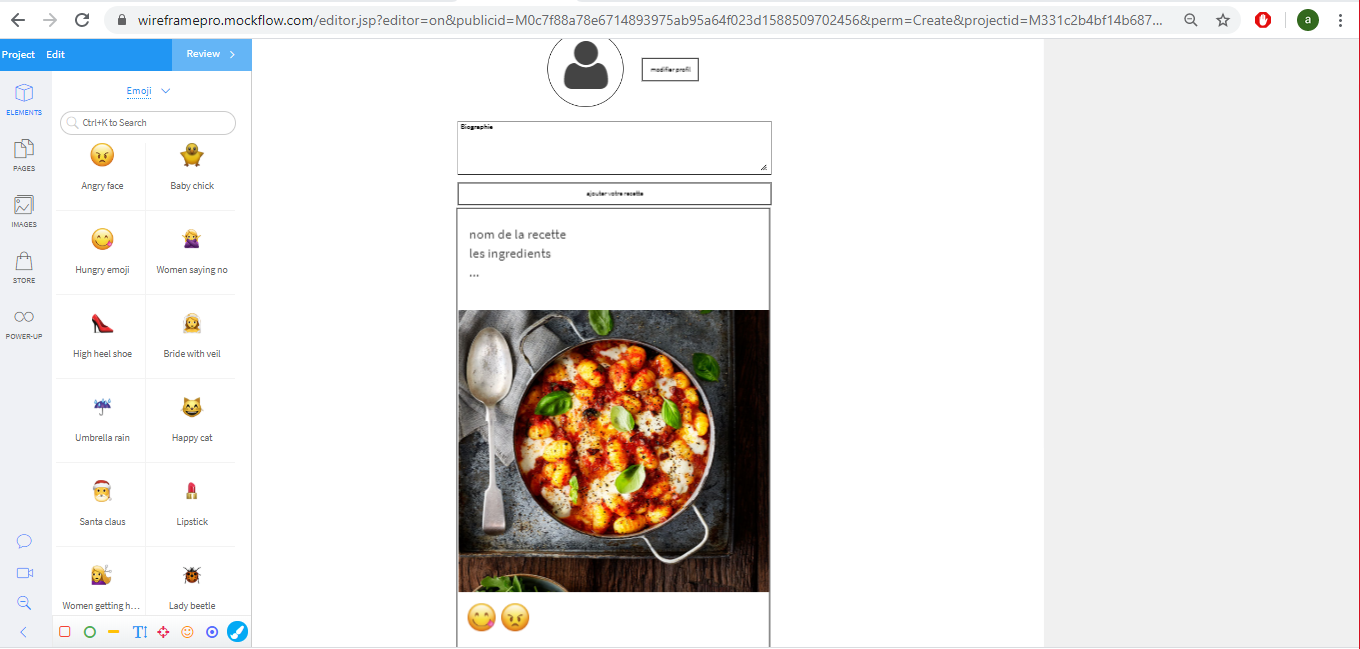 wireframepro.mockflow.com/editor.jsp?editor=on&publicid=M0c7f88a78e6714893975ab95a64f023d1588509702456&perm=Create&projectid=M331c2b4bf14b687...
a
Project Edit Review
Emoji
Ctrl+K to Search
ELEMENTS
PAGES
IMAGES
STORE
POWER-UP
Angry face Baby chick
Hungry emoji Women saying no
High heel shoe Bride with veil
Umbrella rain Happy cat
Santa claus Lipstick
Women getting h... Lady beetle
T
modifier profil
Biographie
ajouter votre recette
nom de la recette
les ingredients
...